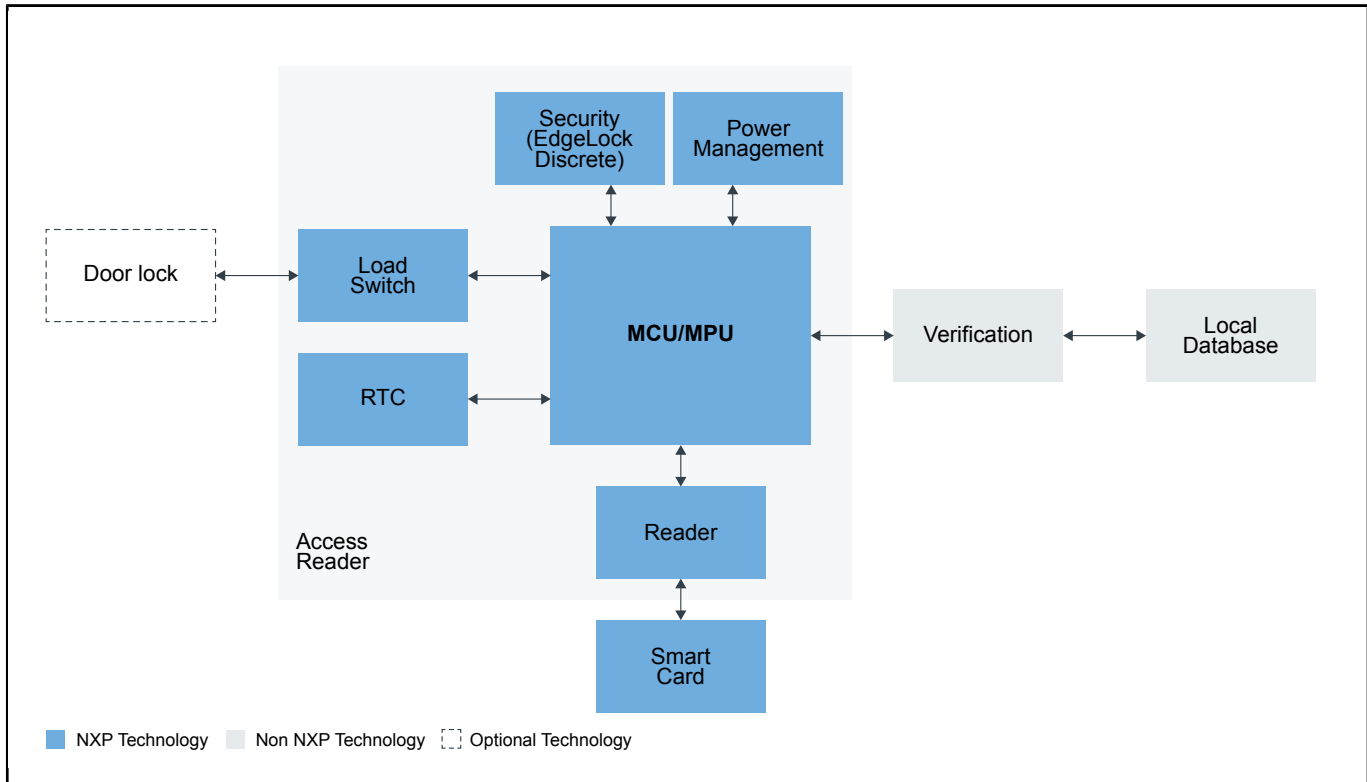 Security
(EdgeLock
Discrete)
Power
Management
Door lock
Load
Switch
MCU/MPU
Verification
Local
Database
RTC
Access
Reader
Reader
Smart
Card
NXP Technology
Non NXP Technology
Optional Technology